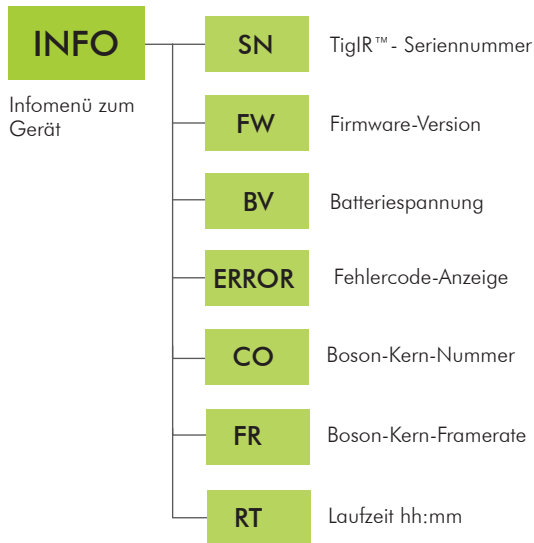 INFO
Infomenü zum
Gerät
SN
TigIR™- Seriennummer
FW
Firmware-Version
BV
Batteriespannung
ERROR
Fehlercode-Anzeige
CO
Boson-Kern-Nummer
FR
Boson-Kern-Framerate
RT
Laufzeit hh:mm